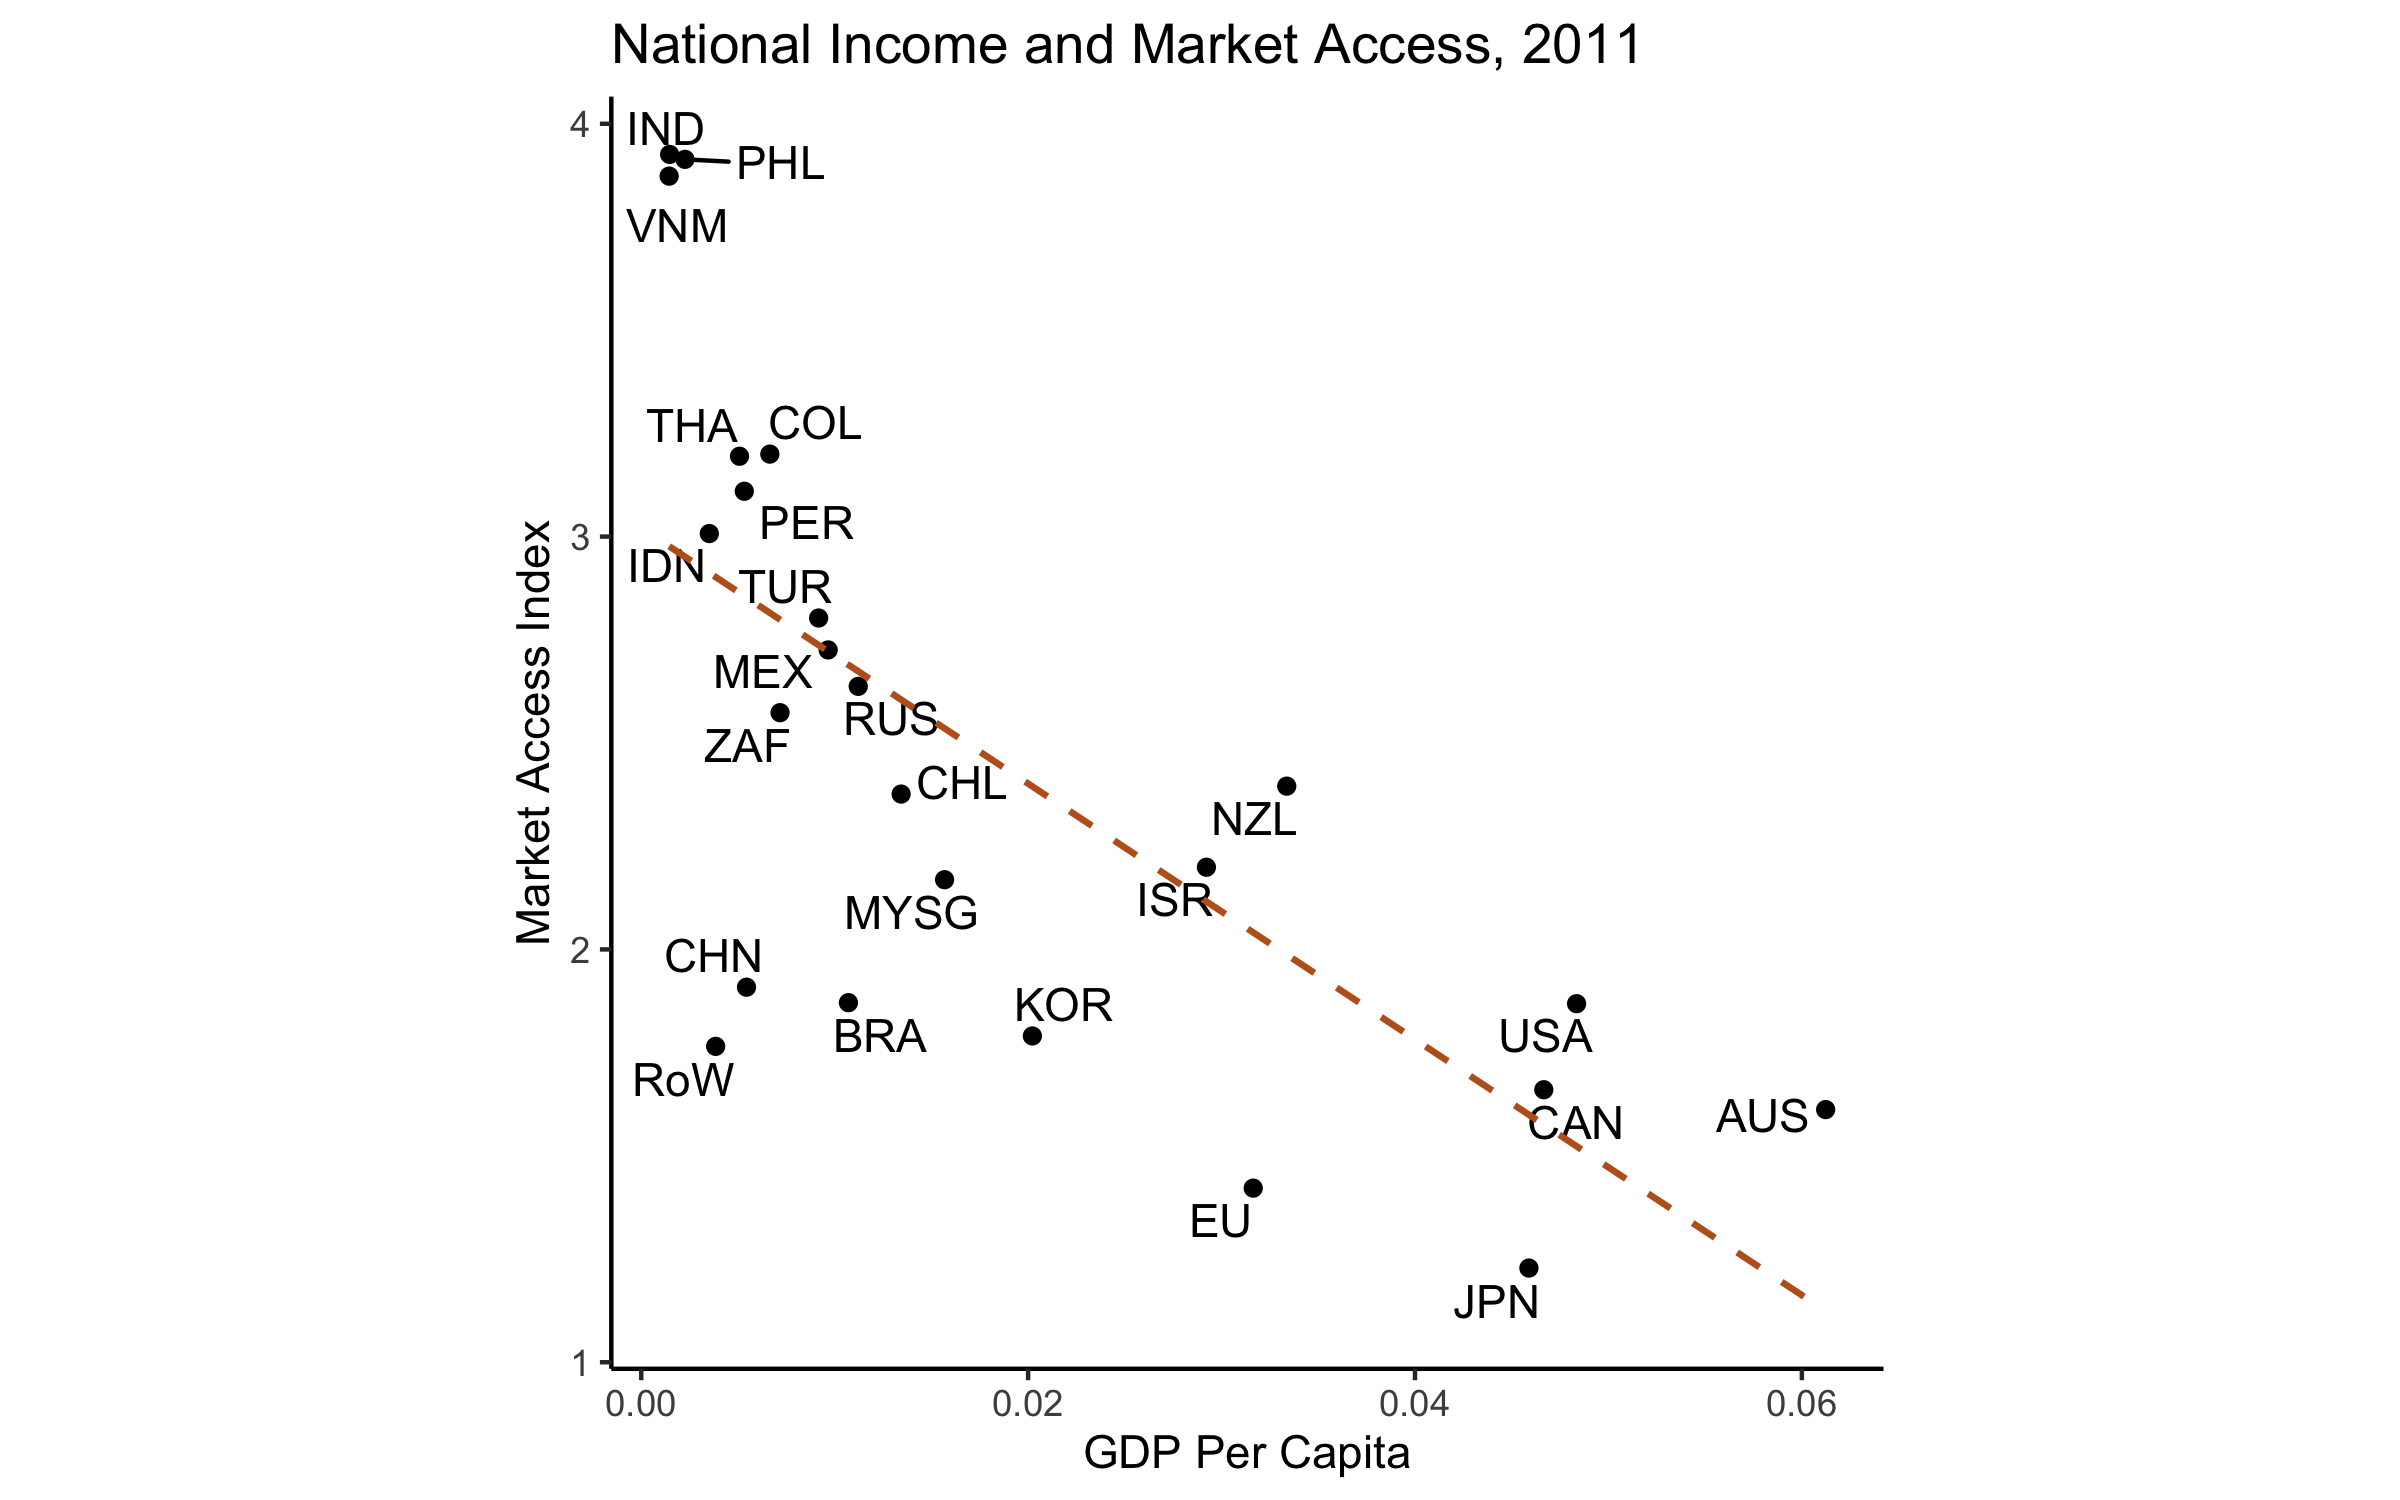 National Income and Market Access, 2011
4
IND
PHL
VNM
THA
COL
PER
3
IDN
TUR
MEX
RUS
ZAF
CHL
NZL
ISR
MYSG
CHN
2
KOR
BRA
USA
RoW
CAN
AUS
EU
JPN
1
Market Access Index
0.00 0.02 0.04 0.06
GDP Per Capita